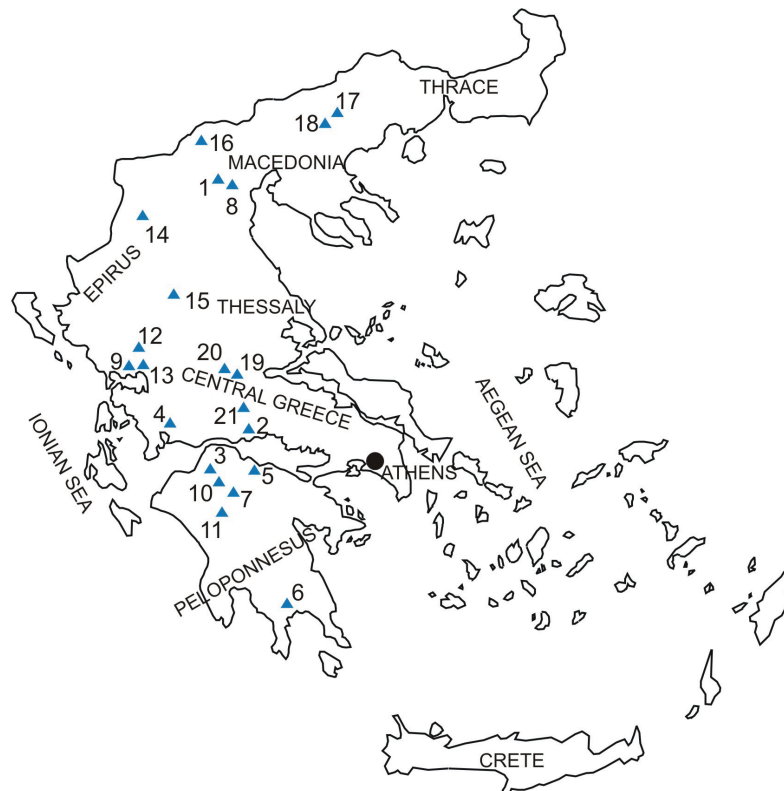 THRACE
17
18
16
MACEDONIA
1
8
14
EPIRUS
15
THESSALY
12
20
19
9
13
CENTRAL GREECE
AEGEAN SEA
4
21
2
IONIAN SEA
3
5
ATHENS
10
7
11
PELOPONNESUS
6
CRETE